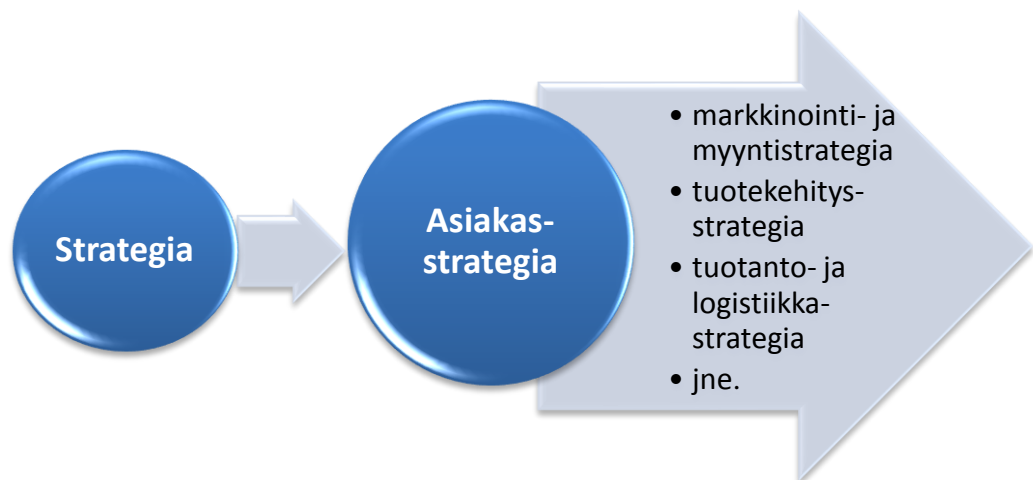 Strategia
Asiakas-
strategia
• markkinointi- ja
myyntistrategia
• tuotekehitys-
strategia
• tuotanto- ja
logistiikka-
strategia
• jne.